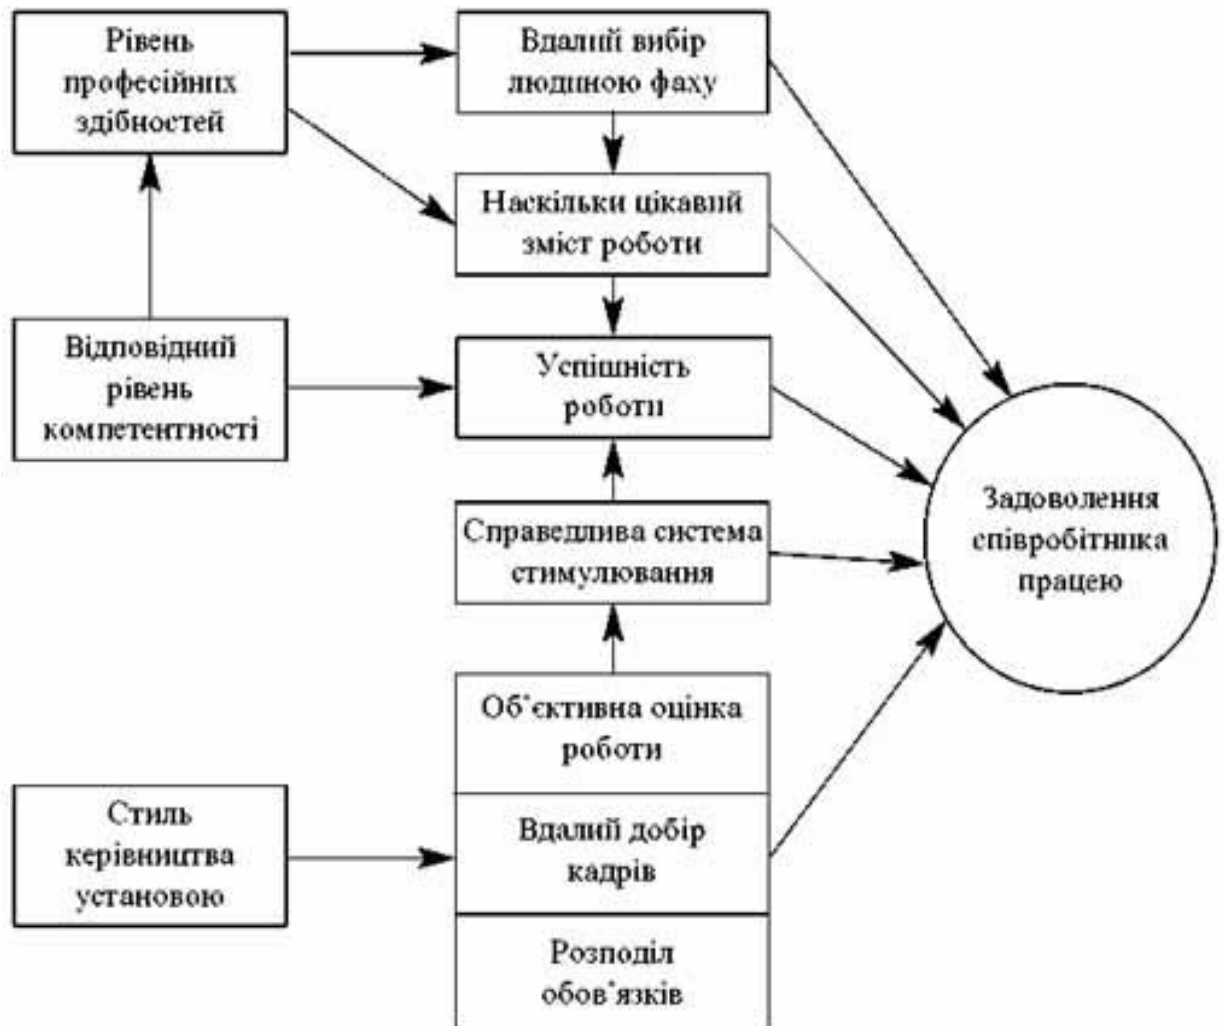 Рівень
професійних
здібностей
Вдалий вибір
людиною фаху
Наскільки цікавий
зміст роботи
Відповідний
рівень
компетентності
Успішність
роботи
Справедлива система
стимулювання
Задоволення
співробітника
працею
Об'єктивна оцінка
роботи
Стиль
керівництва
установою
Вдалий добір
кадрів
Розподіл
обов'язків